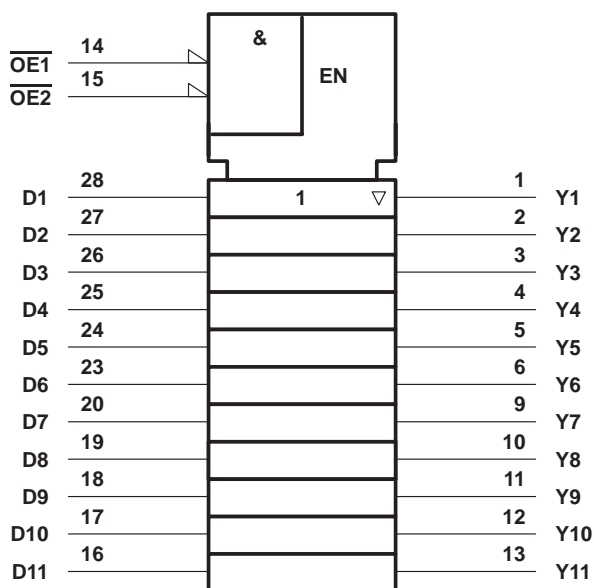 &
14
OE1
15
OE2
EN
28 1
D1 1 ▽ Y1
27 2
D2 Y2
26 3
D3 Y3
25 4
D4 Y4
24 5
D5 Y5
23 6
D6 Y6
20 9
D7 Y7
19 10
D8 Y8
18 11
D9 Y9
17 12
D10 Y10
16 13
D11 Y11